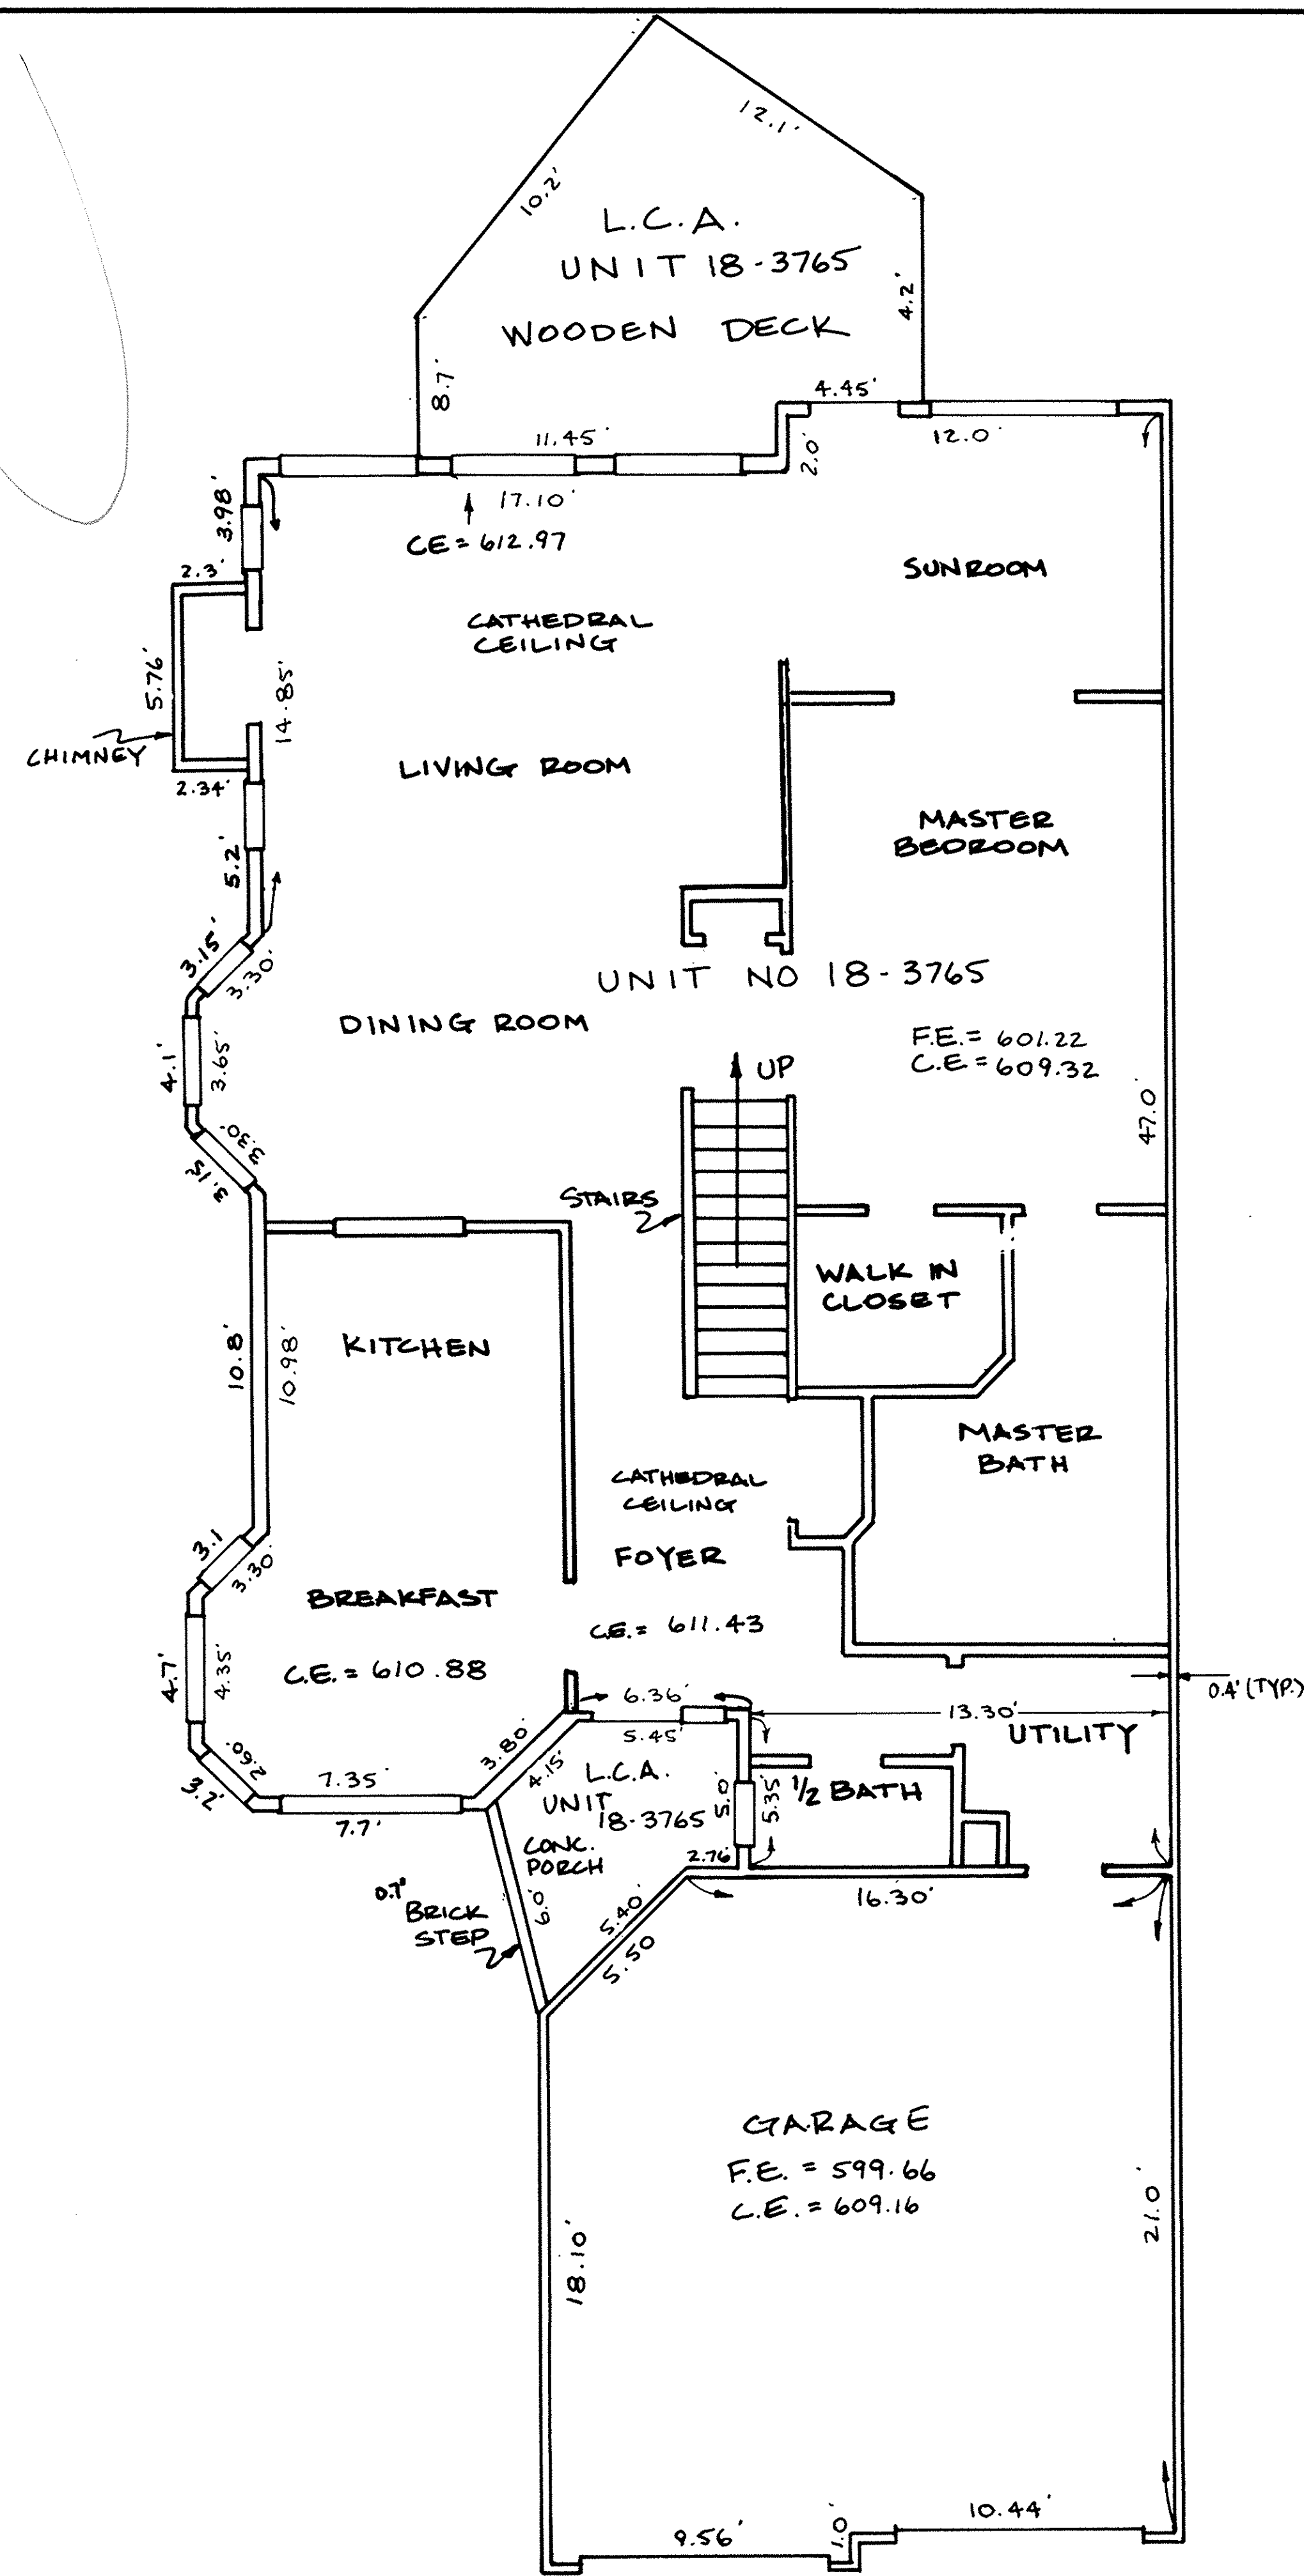 12.1'
10.2'
L.C.A.
UNIT 18-3765
WOODEN DECK
4.2'
8.7'
4.45'
11.45'
12.0'
2.0'
17.10'
CE = 612.97
3.98'
2.3'
SUNROOM
CATHEDRAL
CEILING
5.76'
14.85'
CHIMNEY
LIVING ROOM
2.34'
MASTER
BEDROOM
5.2'
3.15'
3.30'
UNIT NO 18-3765
DINING ROOM
F.E. = 601.22
C.E = 609.32
4.1'
3.65'
UP
47.0'
3.30'
3.15'
STAIRS
WALK IN
CLOSET
KITCHEN
10.8'
10.98'
MASTER
BATH
CATHEDRAL
CEILING
FOYER
3.1
3.30'
BREAKFAST
C.E. = 611.43
4.7'
4.35'
C.E. = 610.88
0.4' (TYP.)
6.36'
13.30'
UTILITY
5.45'
3.80'
4.15'
2.60'
3.2'
7.35'
7.7'
L.C.A.
UNIT
18-3765
5.0'
5.35'
1/2 BATH
CONC.
PORCH
2.76'
16.30'
0.7'
BRICK
STEP
6.0'
5.40'
5.50
GARAGE
F.E. = 599.66
C.E. = 609.16
18.10'
21.0'
10.44'
9.56'
1.0'